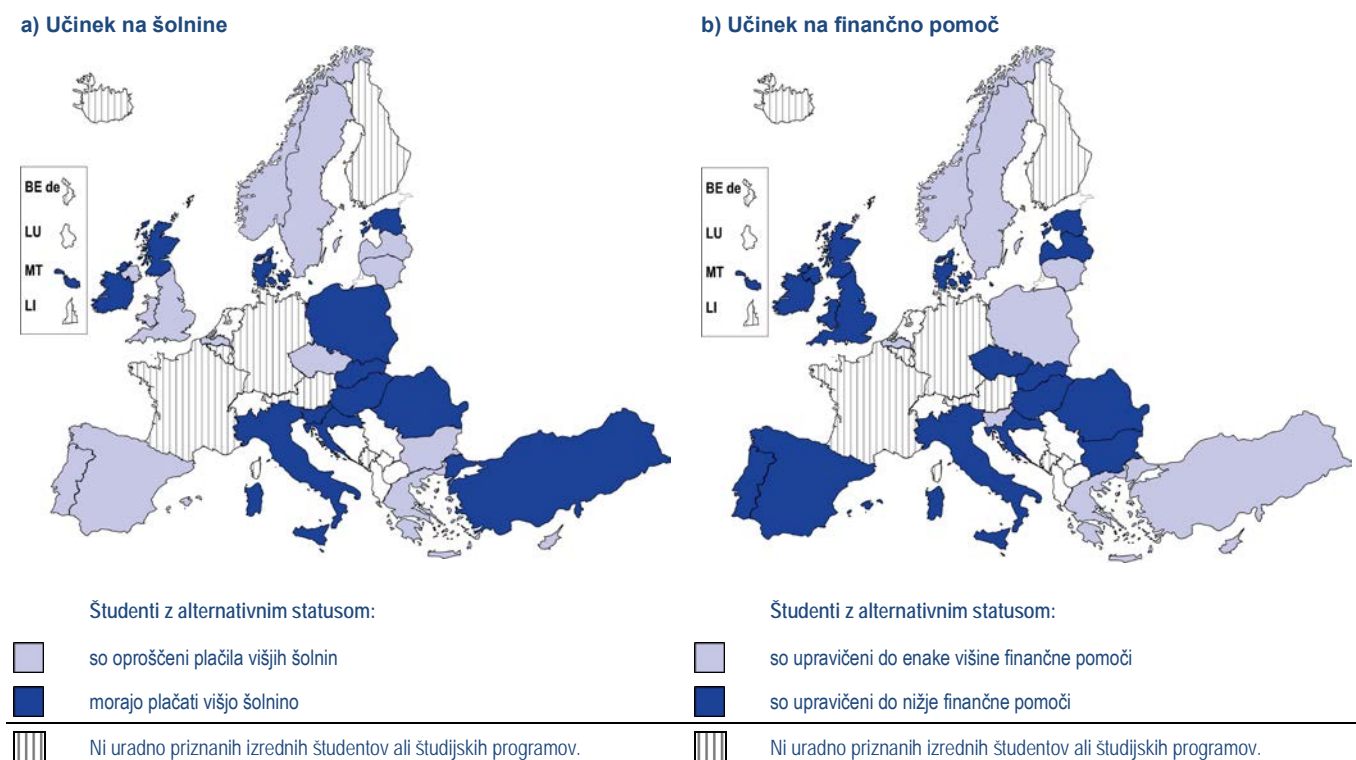 a) Učinek na šolnine
BE de
LU
MT
LI
Študenti z alternativnim statusom:
so oproščeni plačila višjih šolnin
morajo plačati višjo šolnino
Ni uradno priznanih izrednih študentov ali študijskih programov.
b) Učinek na finančno pomoč
BE de
LU
MT
LI
Študenti z alternativnim statusom:
so upravičeni do enake višine finančne pomoči
so upravičeni do nižje finančne pomoči
Ni uradno priznanih izrednih študentov ali študijskih programov.